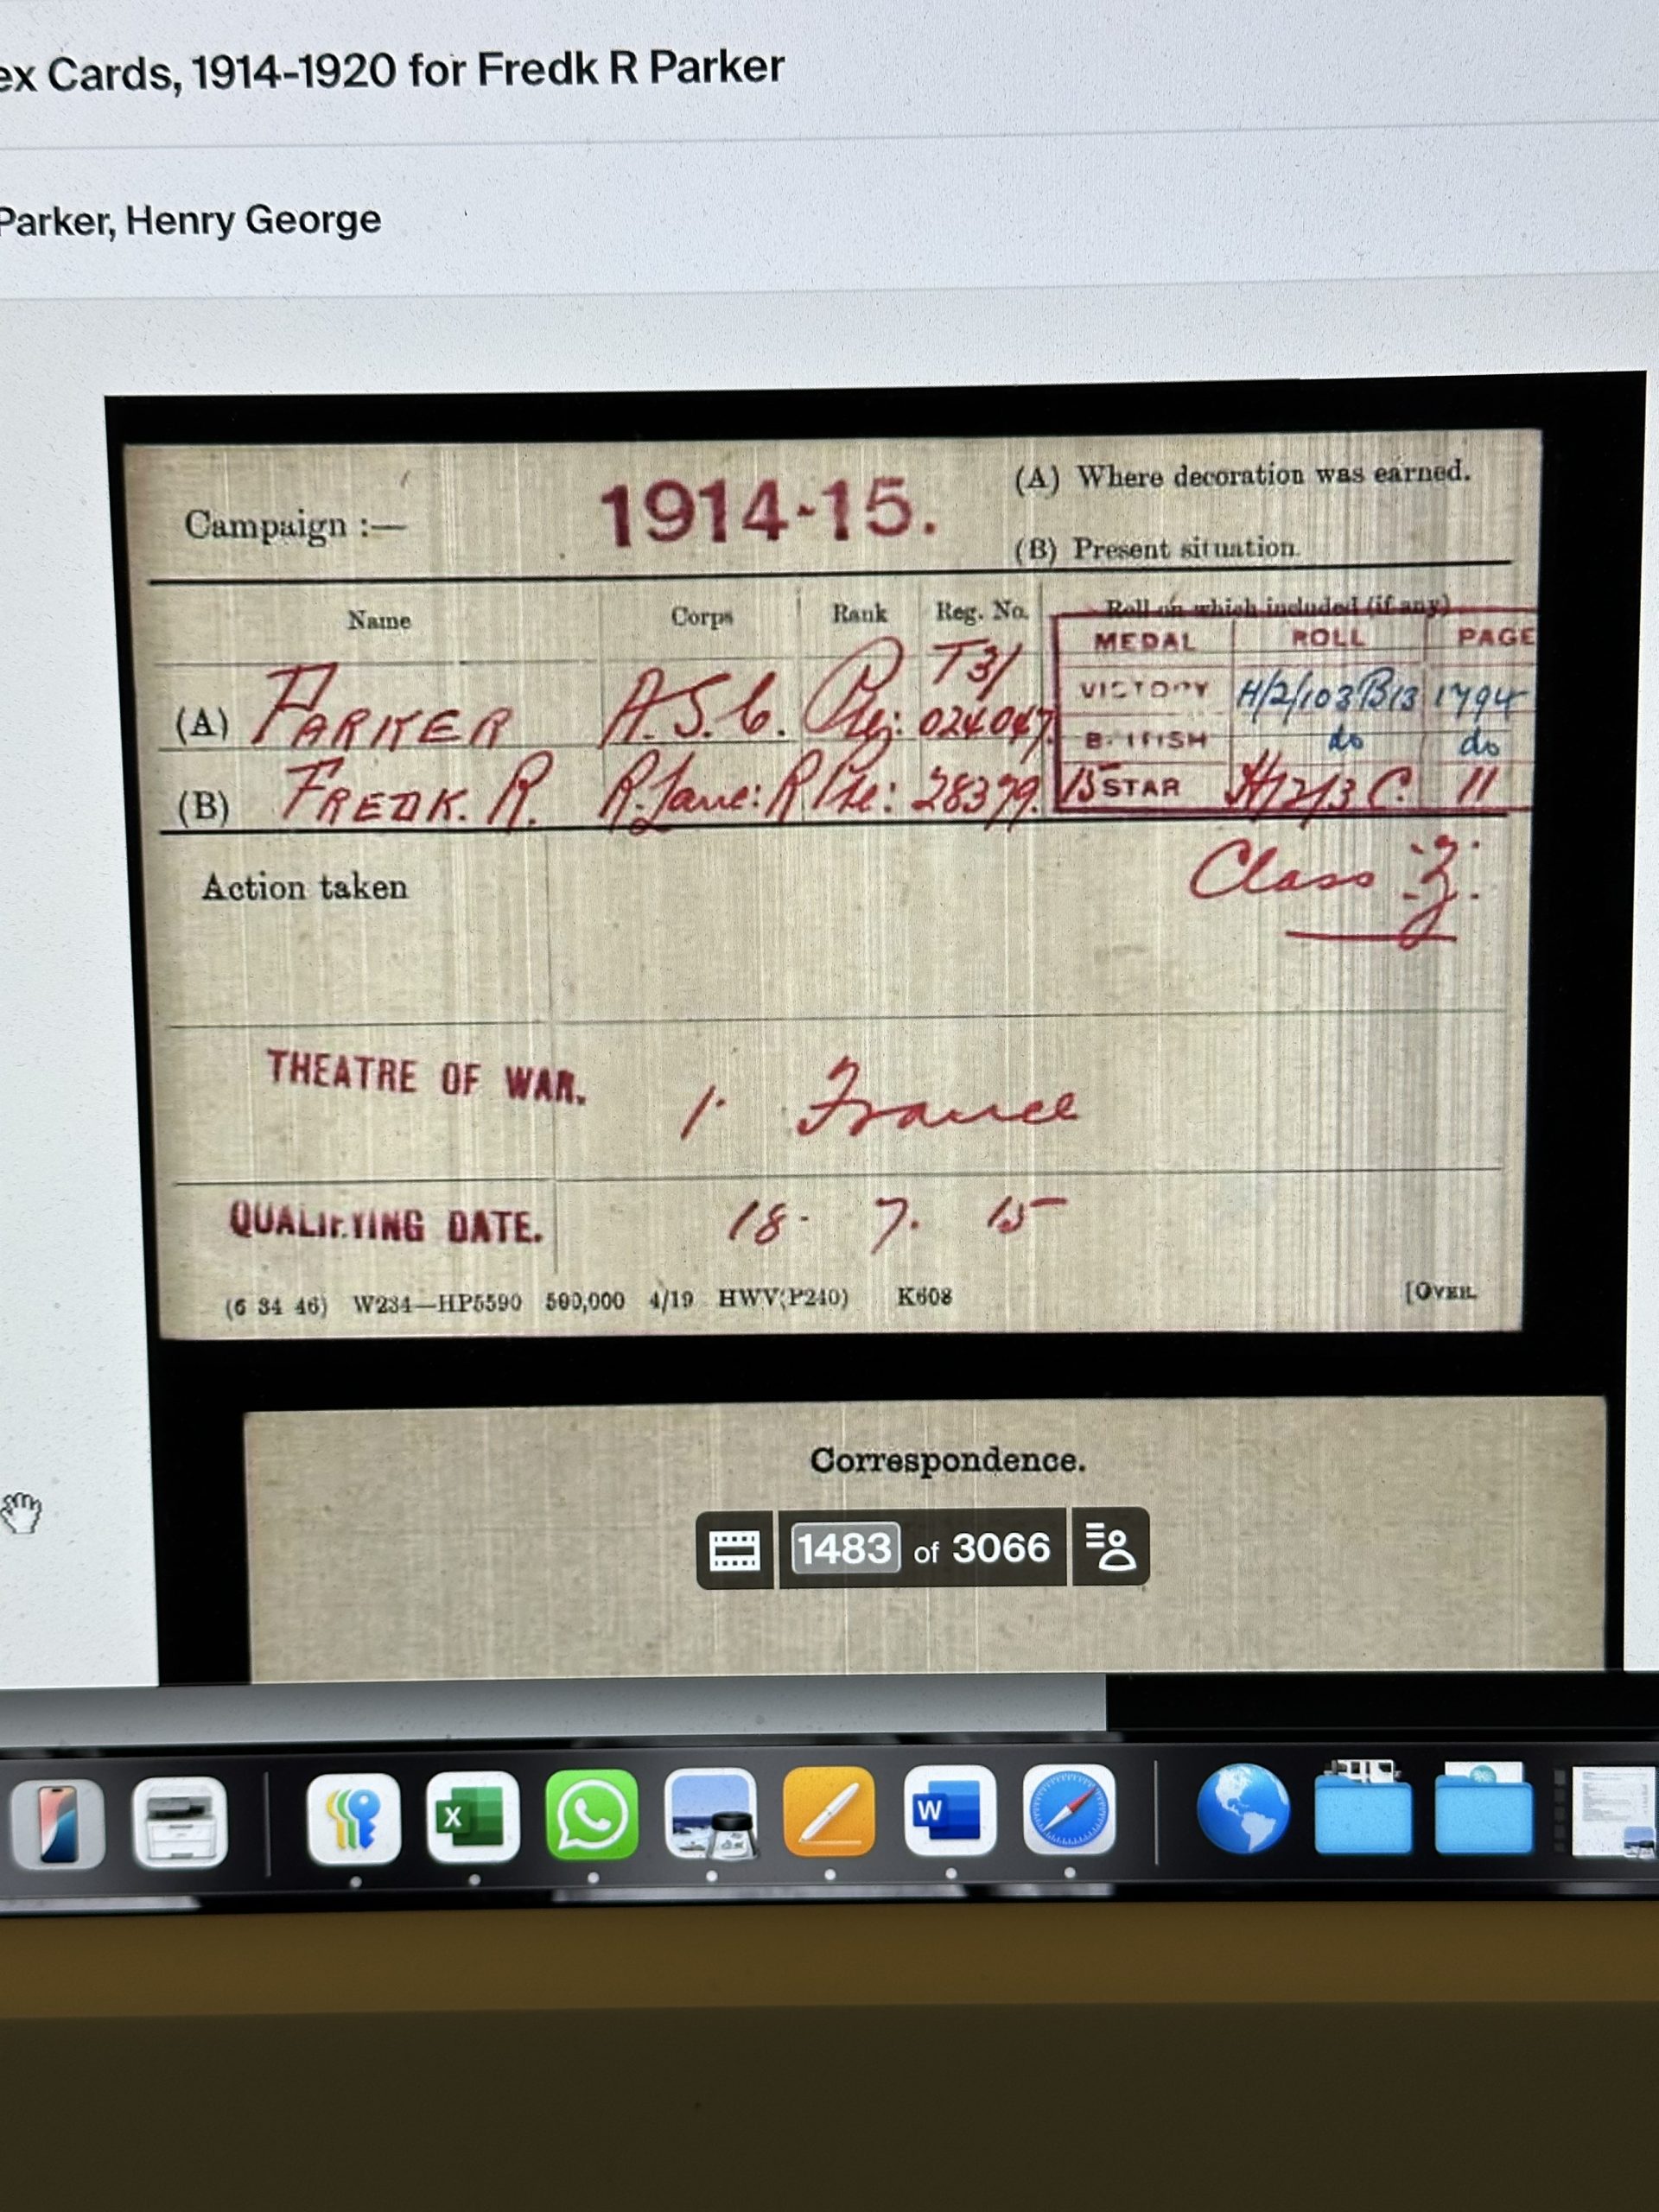 ex Cards, 1914-1920 for Fredk R Parker
Parker, Henry George
Campaign :—
1914-15.
(A) Where decoration was earned.
(B) Present situation.
Name Corps Rank Reg. No. Roll on which included (if any)
MEDAL ROLL PAGE
(A) PARKER A.S.C. T3/ 024047. VICTORY H/2/103B13 1794
BRITISH do do
(B) FREDK. R. R. Lanc: R Pte: 28379. 15 STAR H/2/3 C. 11
Action taken
Class :Z:
THEATRE OF WAR. 1. France
QUALIFYING DATE. 18. 7. 15
(6 34 46) W234—HP5590 500,000 4/19 HWV(P240) K608 [OVER.
Correspondence.
1483 of 3066
X
W